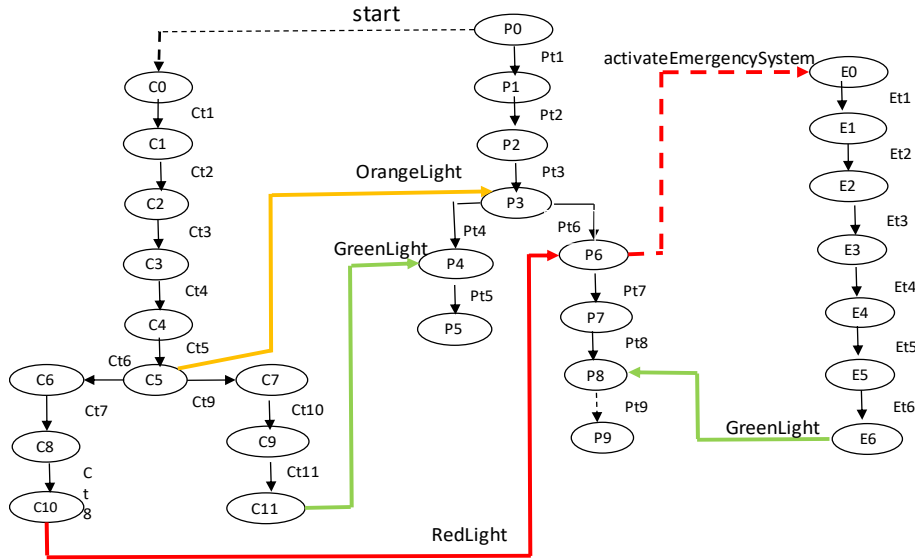 start
P0
Pt1
activateEmergencySystem
E0
C0
P1
Et1
Ct1
Pt2
E1
C1
P2
Et2
Ct2
OrangeLight
Pt3
E2
C2
P3
Et3
Ct3
Pt4
Pt6
GreenLight
E3
C3
P4
P6
Ct4
Pt5
Pt7
Et4
C4
P5
P7
E4
Ct5
Pt8
Et5
Ct6
C6
C5
C7
P8
E5
Ct9
Pt9
Et6
Ct7
Ct10
GreenLight
C8
C9
P9
E6
Ct11
C
t
8
C10
C11
RedLight